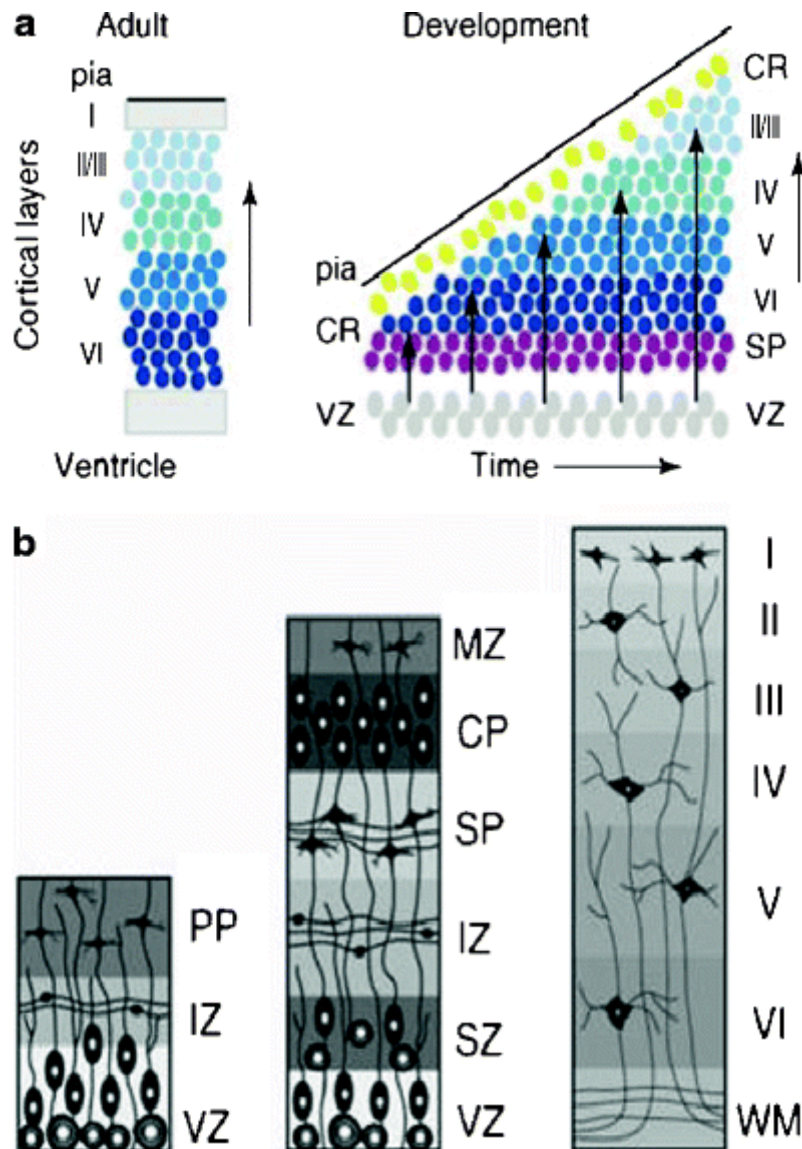 a
Adult
Development
pia
I
II/III
IV
V
VI
Cortical layers
Ventricle
CR
II/III
IV
V
VI
SP
VZ
pia
CR
VZ
Time
b
PP
IZ
VZ
MZ
CP
SP
IZ
SZ
VZ
I
II
III
IV
V
VI
WM